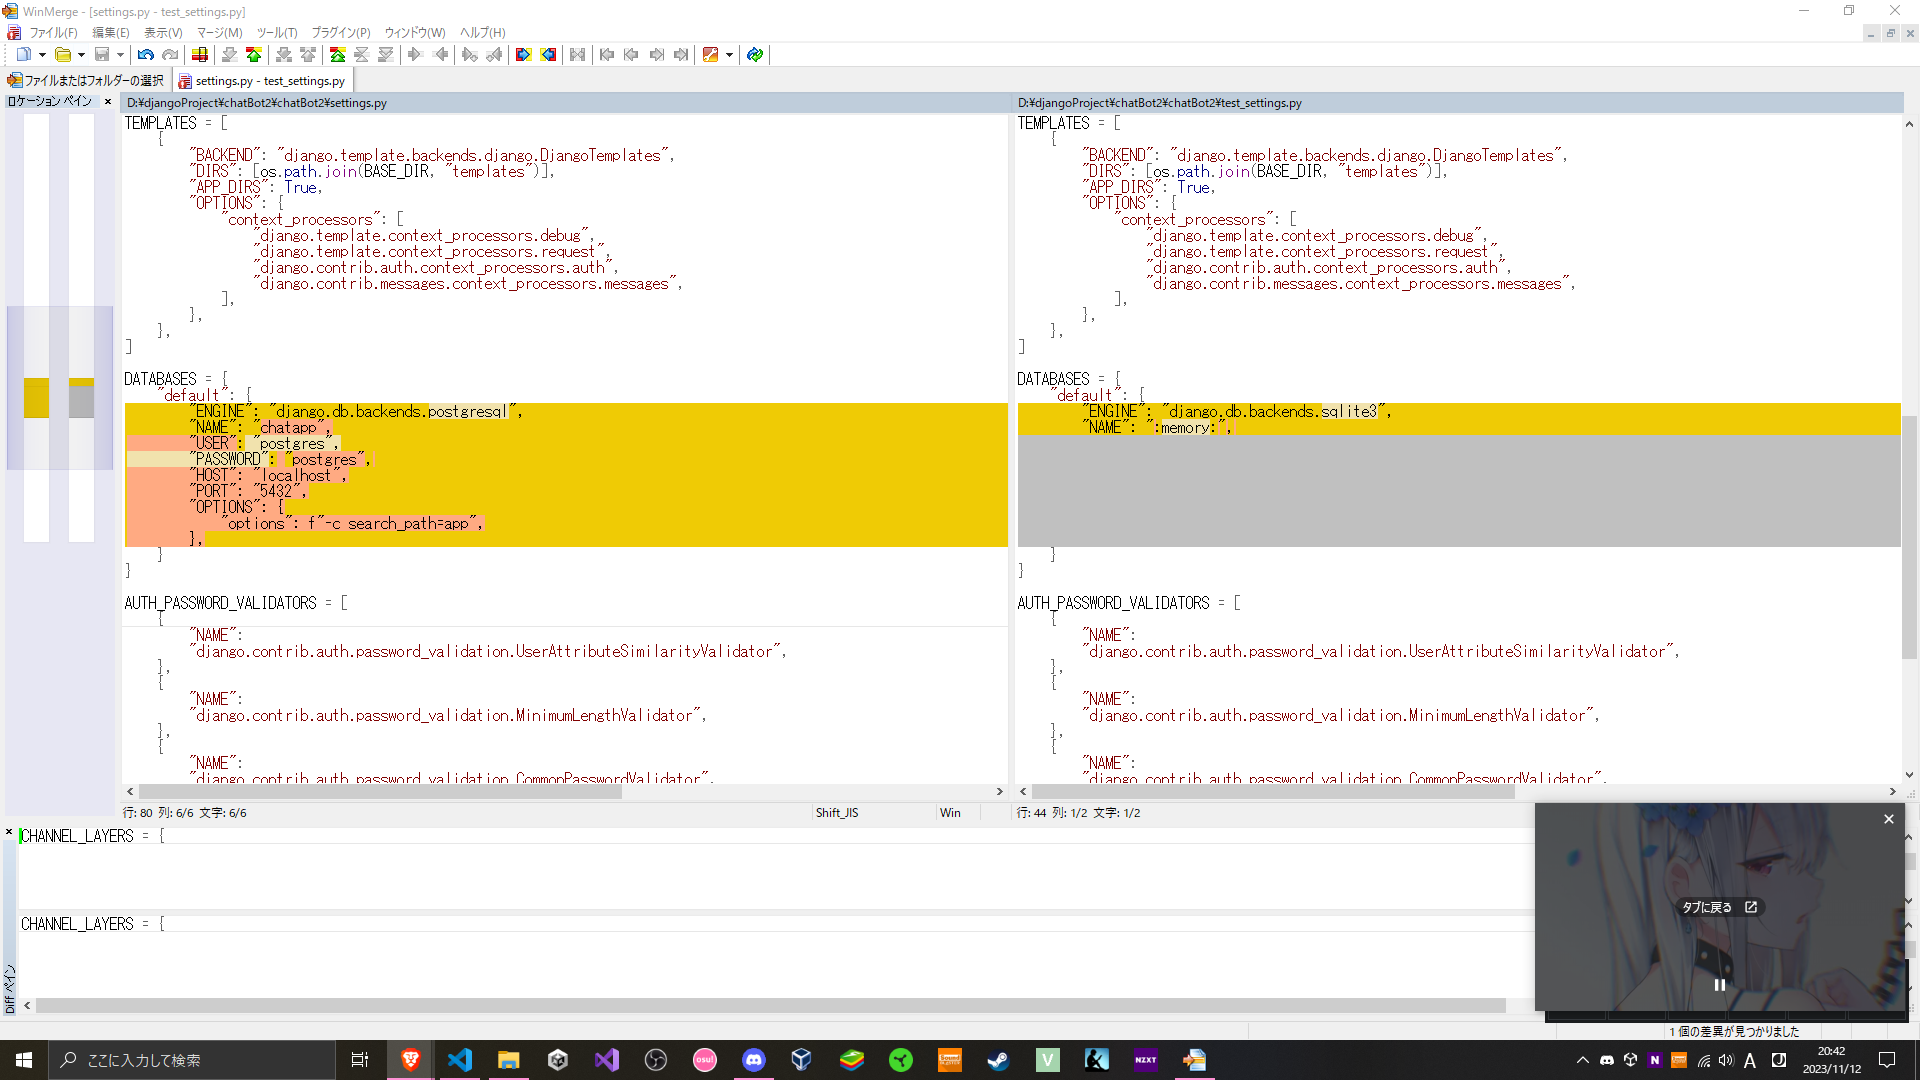 WinMerge - [settings.py - test_settings.py]
ファイル(F) 編集(E) 表示(V) マージ(M) ツール(T) プラグイン(P) ウィンドウ(W) ヘルプ(H)
ファイルまたはフォルダーの選択 settings.py - test_settings.py
ロケーション ペイン
D:¥djangoProject¥chatBot2¥chatBot2¥settings.py
TEMPLATES = [
    {
        "BACKEND": "django.template.backends.django.DjangoTemplates",
        "DIRS": [os.path.join(BASE_DIR, "templates")],
        "APP_DIRS": True,
        "OPTIONS": {
            "context_processors": [
                "django.template.context_processors.debug",
                "django.template.context_processors.request",
                "django.contrib.auth.context_processors.auth",
                "django.contrib.messages.context_processors.messages",
            ],
        },
    },
]
DATABASES = {
    "default": {
        "ENGINE": "django.db.backends.postgresql",
        "NAME": "chatapp",
        "USER": "postgres",
        "PASSWORD": "postgres",
        "HOST": "localhost",
        "PORT": "5432",
        "OPTIONS": {
            "options": f"-c search_path=app",
        },
    }
}
AUTH_PASSWORD_VALIDATORS = [
    {
        "NAME":
        "django.contrib.auth.password_validation.UserAttributeSimilarityValidator",
    },
    {
        "NAME":
        "django.contrib.auth.password_validation.MinimumLengthValidator",
    },
    {
        "NAME":
        "django.contrib.auth.password_validation.CommonPasswordValidator",
行: 80 列: 6/6 文字: 6/6 Shift_JIS Win
D:¥djangoProject¥chatBot2¥chatBot2¥test_settings.py
TEMPLATES = [
    {
        "BACKEND": "django.template.backends.django.DjangoTemplates",
        "DIRS": [os.path.join(BASE_DIR, "templates")],
        "APP_DIRS": True,
        "OPTIONS": {
            "context_processors": [
                "django.template.context_processors.debug",
                "django.template.context_processors.request",
                "django.contrib.auth.context_processors.auth",
                "django.contrib.messages.context_processors.messages",
            ],
        },
    },
]
DATABASES = {
    "default": {
        "ENGINE": "django.db.backends.sqlite3",
        "NAME": ":memory:",
    }
}
AUTH_PASSWORD_VALIDATORS = [
    {
        "NAME":
        "django.contrib.auth.password_validation.UserAttributeSimilarityValidator",
    },
    {
        "NAME":
        "django.contrib.auth.password_validation.MinimumLengthValidator",
    },
    {
        "NAME":
        "django.contrib.auth.password_validation.CommonPasswordValidator",
行: 44 列: 1/2 文字: 1/2
CHANNEL_LAYERS = {
CHANNEL_LAYERS = {
Diff ペイン
タブに戻る
1 個の差異が見つかりました
ここに入力して検索
osu!
V
NZXT
N
A
20:42
2023/11/12